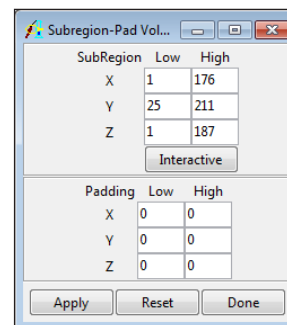 Subregion-Pad Vol...
SubRegion Low High
X 1 176
Y 25 211
Z 1 187
Interactive
Padding Low High
X 0 0
Y 0 0
Z 0 0
Apply Reset Done